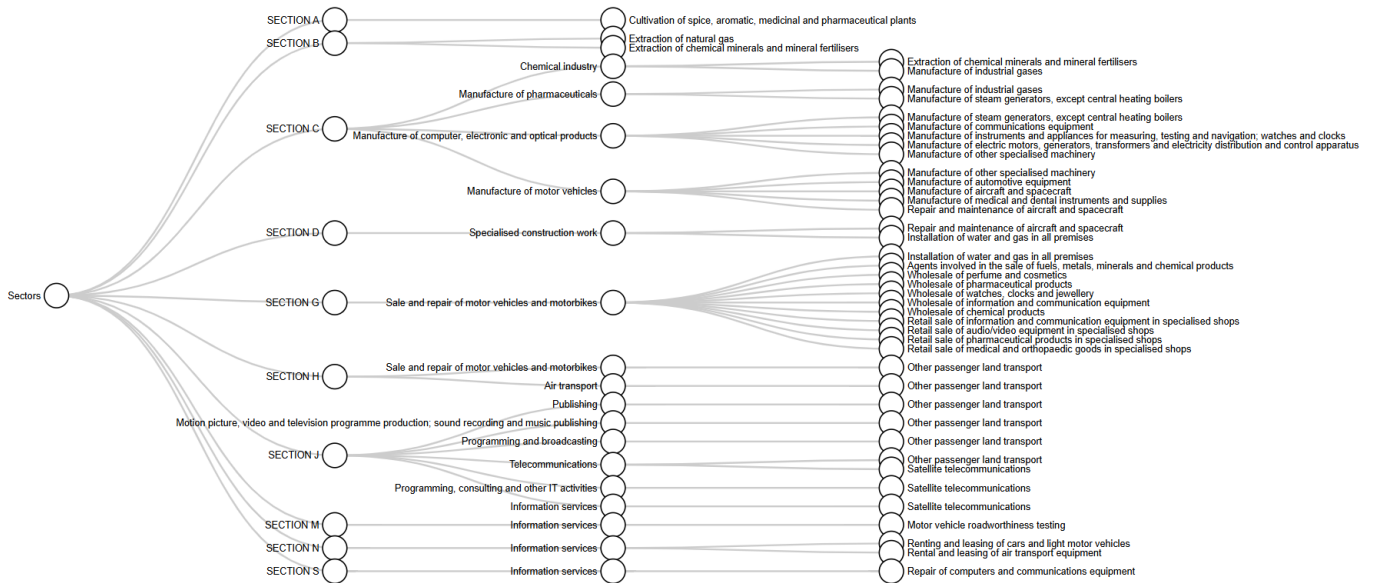 Sectors
SECTION A
SECTION B
SECTION C
SECTION D
SECTION G
SECTION H
SECTION J
SECTION M
SECTION N
SECTION S
Chemical industry
Manufacture of pharmaceuticals
Manufacture of computer, electronic and optical products
Manufacture of motor vehicles
Specialised construction work
Sale and repair of motor vehicles and motorbikes
Sale and repair of motor vehicles and motorbikes
Air transport
Publishing
Motion picture, video and television programme production; sound recording and music publishing
Programming and broadcasting
Telecommunications
Programming, consulting and other IT activities
Information services
Information services
Information services
Information services
Cultivation of spice, aromatic, medicinal and pharmaceutical plants
Extraction of natural gas
Extraction of chemical minerals and mineral fertilisers
Extraction of chemical minerals and mineral fertilisers
Manufacture of industrial gases
Manufacture of industrial gases
Manufacture of steam generators, except central heating boilers
Manufacture of steam generators, except central heating boilers
Manufacture of communications equipment
Manufacture of instruments and appliances for measuring, testing and navigation; watches and clocks
Manufacture of electric motors, generators, transformers and electricity distribution and control apparatus
Manufacture of other specialised machinery
Manufacture of other specialised machinery
Manufacture of automotive equipment
Manufacture of aircraft and spacecraft
Manufacture of medical and dental instruments and supplies
Repair and maintenance of aircraft and spacecraft
Repair and maintenance of aircraft and spacecraft
Installation of water and gas in all premises
Installation of water and gas in all premises
Agents involved in the sale of fuels, metals, minerals and chemical products
Wholesale of perfume and cosmetics
Wholesale of pharmaceutical products
Wholesale of watches, clocks and jewellery
Wholesale of information and communication equipment
Wholesale of chemical products
Retail sale of information and communication equipment in specialised shops
Retail sale of audio/video equipment in specialised shops
Retail sale of pharmaceutical products in specialised shops
Retail sale of medical and orthopaedic goods in specialised shops
Other passenger land transport
Other passenger land transport
Other passenger land transport
Other passenger land transport
Other passenger land transport
Other passenger land transport
Satellite telecommunications
Satellite telecommunications
Satellite telecommunications
Motor vehicle roadworthiness testing
Renting and leasing of cars and light motor vehicles
Rental and leasing of air transport equipment
Repair of computers and communications equipment